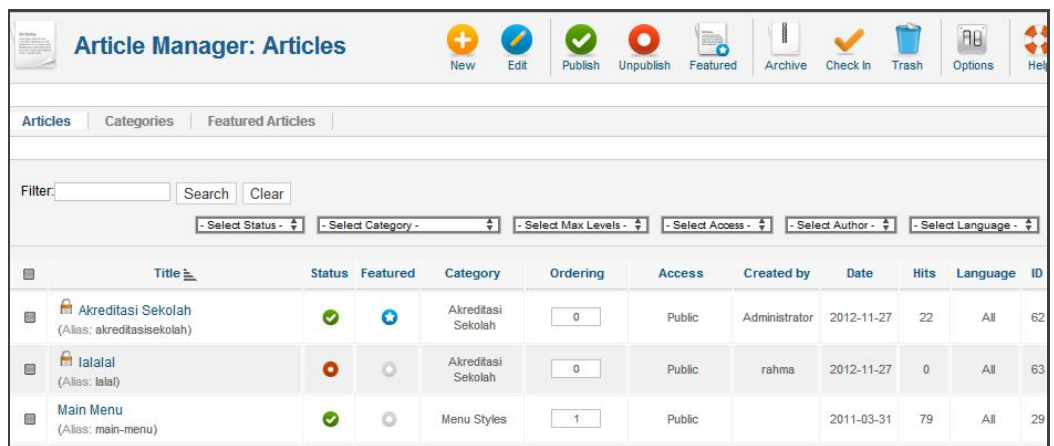 Article Manager: Articles
New Edit Publish Unpublish Featured Archive Check In Trash Options Help
Articles Categories Featured Articles
Filter: Search Clear
- Select Status - - Select Category - - Select Max Levels - - Select Access - - Select Author - - Select Language -
Title Status Featured Category Ordering Access Created by Date Hits Language ID
Akreditasi Sekolah
(Alias: akreditasisekolah)
Akreditasi
Sekolah
0 Public Administrator 2012-11-27 22 All 62
lalalal
(Alias: lalal)
Akreditasi
Sekolah
0 Public rahma 2012-11-27 0 All 63
Main Menu
(Alias: main-menu)
Menu Styles 1 Public 2011-03-31 79 All 29